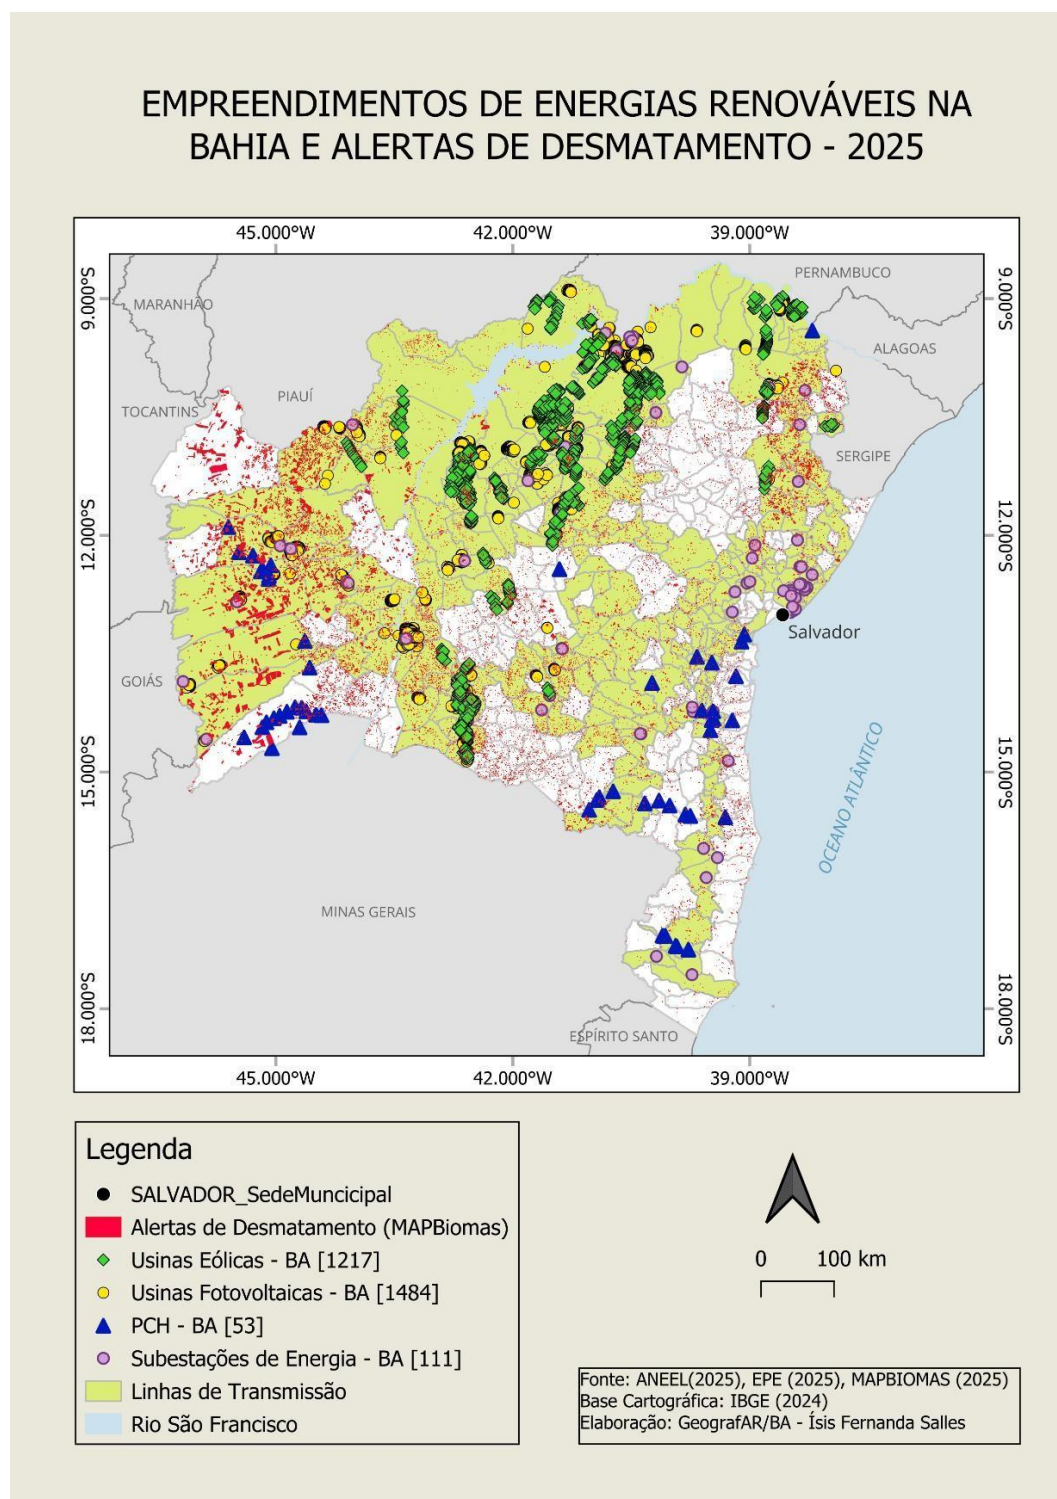 EMPREENDIMENTOS DE ENERGIAS RENOVÁVEIS NA
BAHIA E ALERTAS DE DESMATAMENTO - 2025
45.000°W
42.000°W
39.000°W
9.000°S
9.000°S
PERNAMBUCO
MARANHÃO
ALAGOAS
PIAUÍ
TOCANTINS
SERGIPE
12.000°S
12.000°S
Salvador
GOIÁS
15.000°S
15.000°S
OCEANO ATLÂNTICO
MINAS GERAIS
18.000°S
18.000°S
ESPÍRITO SANTO
45.000°W
42.000°W
39.000°W
Legenda
SALVADOR_SedeMuncicipal
Alertas de Desmatamento (MAPBiomas)
Usinas Eólicas - BA [1217]
Usinas Fotovoltaicas - BA [1484]
PCH - BA [53]
Subestações de Energia - BA [111]
Linhas de Transmissão
Rio São Francisco
0 100 km
Fonte: ANEEL(2025), EPE (2025), MAPBIOMAS (2025)
Base Cartográfica: IBGE (2024)
Elaboração: GeografAR/BA - Ísis Fernanda Salles